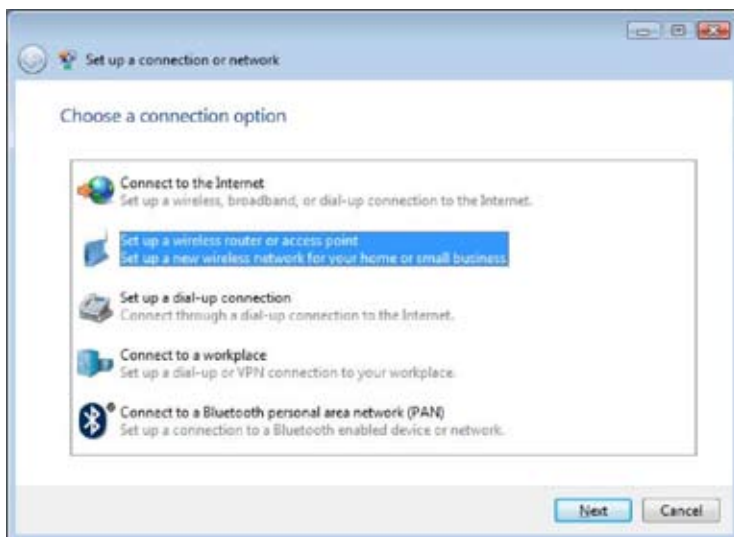 Set up a connection or network
Choose a connection option
Connect to the Internet
Set up a wireless, broadband, or dial-up connection to the Internet.
Set up a wireless router or access point
Set up a new wireless network for your home or small business.
Set up a dial-up connection
Connect through a dial-up connection to the Internet.
Connect to a workplace
Set up a dial-up or VPN connection to your workplace.
Connect to a Bluetooth personal area network (PAN)
Set up a connection to a Bluetooth enabled device or network.
Next Cancel